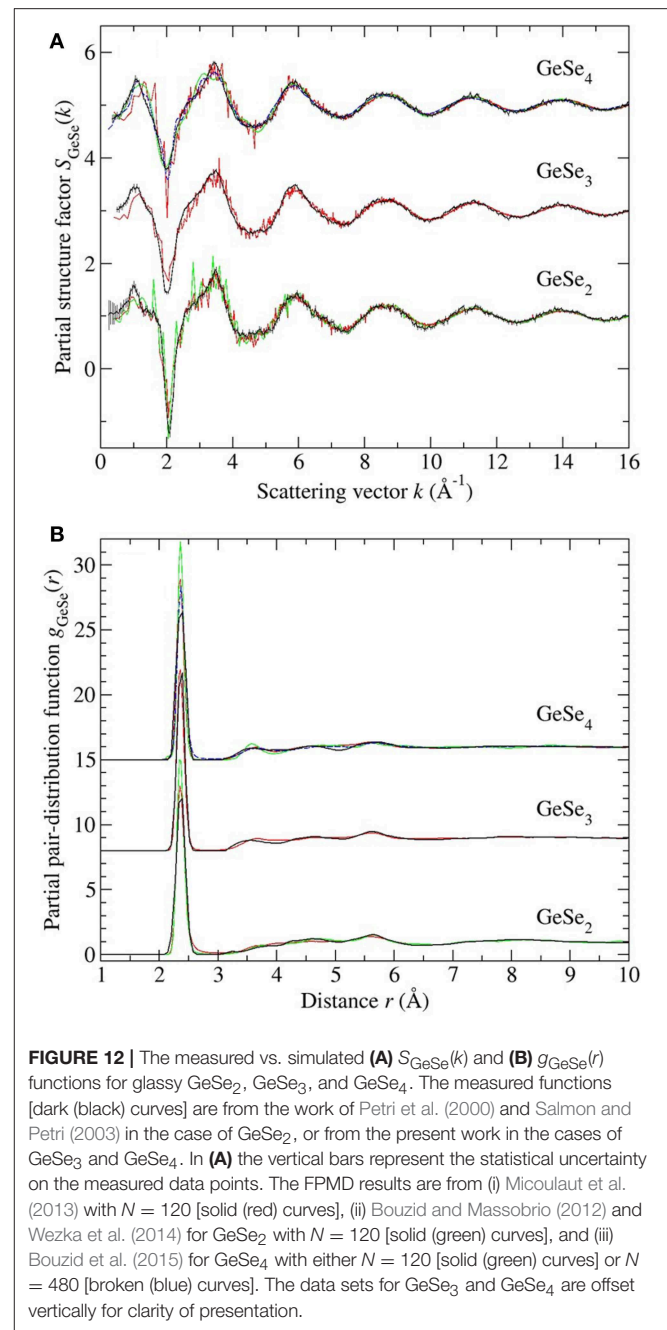 A
Partial structure factor S_GeSe(k)
6
4
2
0
GeSe₄
GeSe₃
GeSe₂
0 2 4 6 8 10 12 14 16
Scattering vector k (Å⁻¹)
B
Partial pair-distribution function g_GeSe(r)
30
25
20
15
10
5
0
GeSe₄
GeSe₃
GeSe₂
1 2 3 4 5 6 7 8 9 10
Distance r (Å)
FIGURE 12 | The measured vs. simulated (A) S_GeSe(k) and (B) g_GeSe(r)
functions for glassy GeSe₂, GeSe₃, and GeSe₄. The measured functions
[dark (black) curves] are from the work of Petri et al. (2000) and Salmon and
Petri (2003) in the case of GeSe₂, or from the present work in the cases of
GeSe₃ and GeSe₄. In (A) the vertical bars represent the statistical uncertainty
on the measured data points. The FPMD results are from (i) Micoulaut et al.
(2013) with N = 120 [solid (red) curves], (ii) Bouzid and Massobrio (2012) and
Wezka et al. (2014) for GeSe₂ with N = 120 [solid (green) curves], and (iii)
Bouzid et al. (2015) for GeSe₄ with either N = 120 [solid (green) curves] or N
= 480 [broken (blue) curves]. The data sets for GeSe₃ and GeSe₄ are offset
vertically for clarity of presentation.